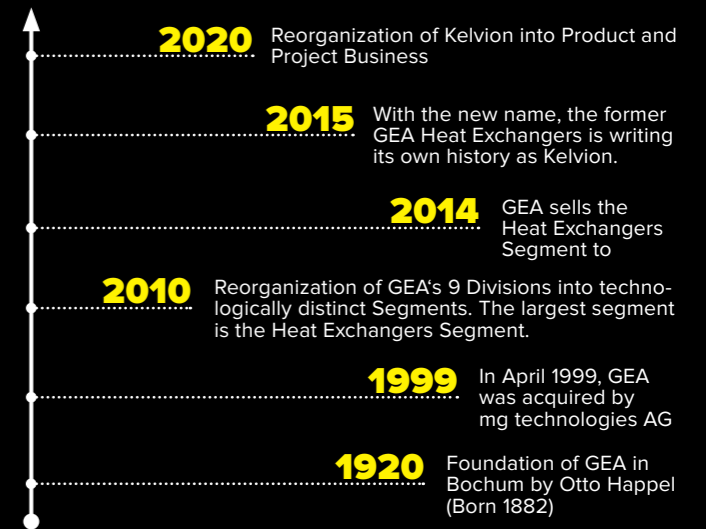 2020
Reorganization of Kelvion into Product and
Project Business
2015
With the new name, the former
GEA Heat Exchangers is writing
its own history as Kelvion.
2014
GEA sells the
Heat Exchangers
Segment to
2010
Reorganization of GEA‘s 9 Divisions into techno-
logically distinct Segments. The largest segment
is the Heat Exchangers Segment.
1999
In April 1999, GEA
was acquired by
mg technologies AG
1920
Foundation of GEA in
Bochum by Otto Happel
(Born 1882)